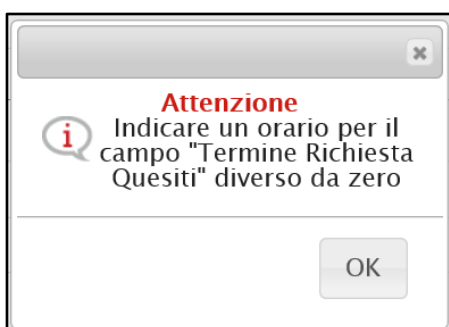 Attenzione
Indicare un orario per il
campo "Termine Richiesta
Quesiti" diverso da zero
OK